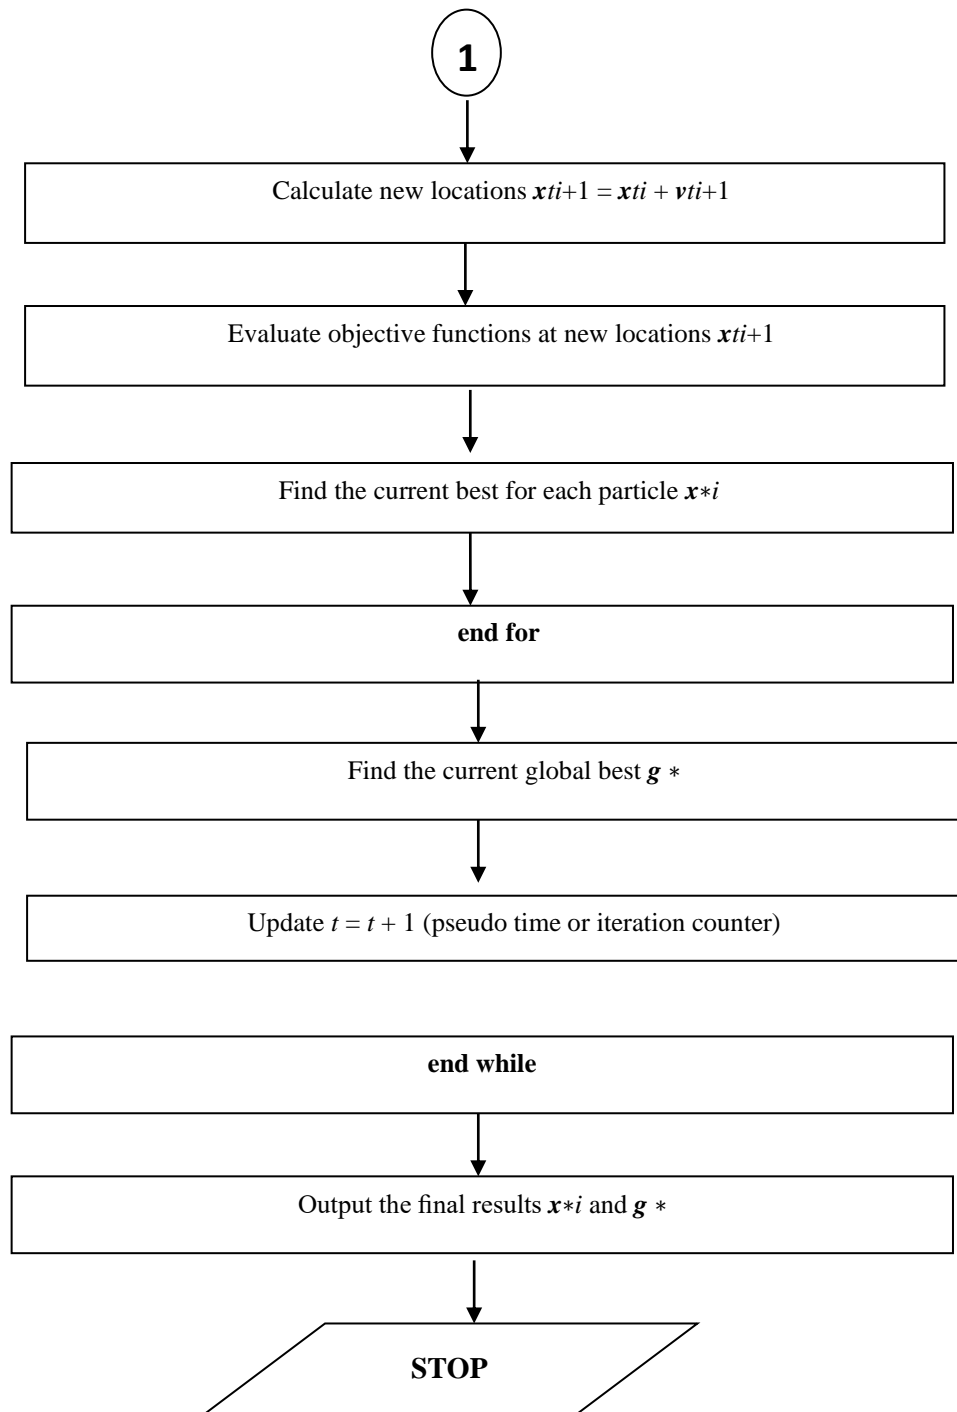 1
Calculate new locations xti+1 = xti + vti+1
Evaluate objective functions at new locations xti+1
Find the current best for each particle x∗i
end for
Find the current global best g ∗
Update t = t + 1 (pseudo time or iteration counter)
end while
Output the final results x∗i and g ∗
STOP